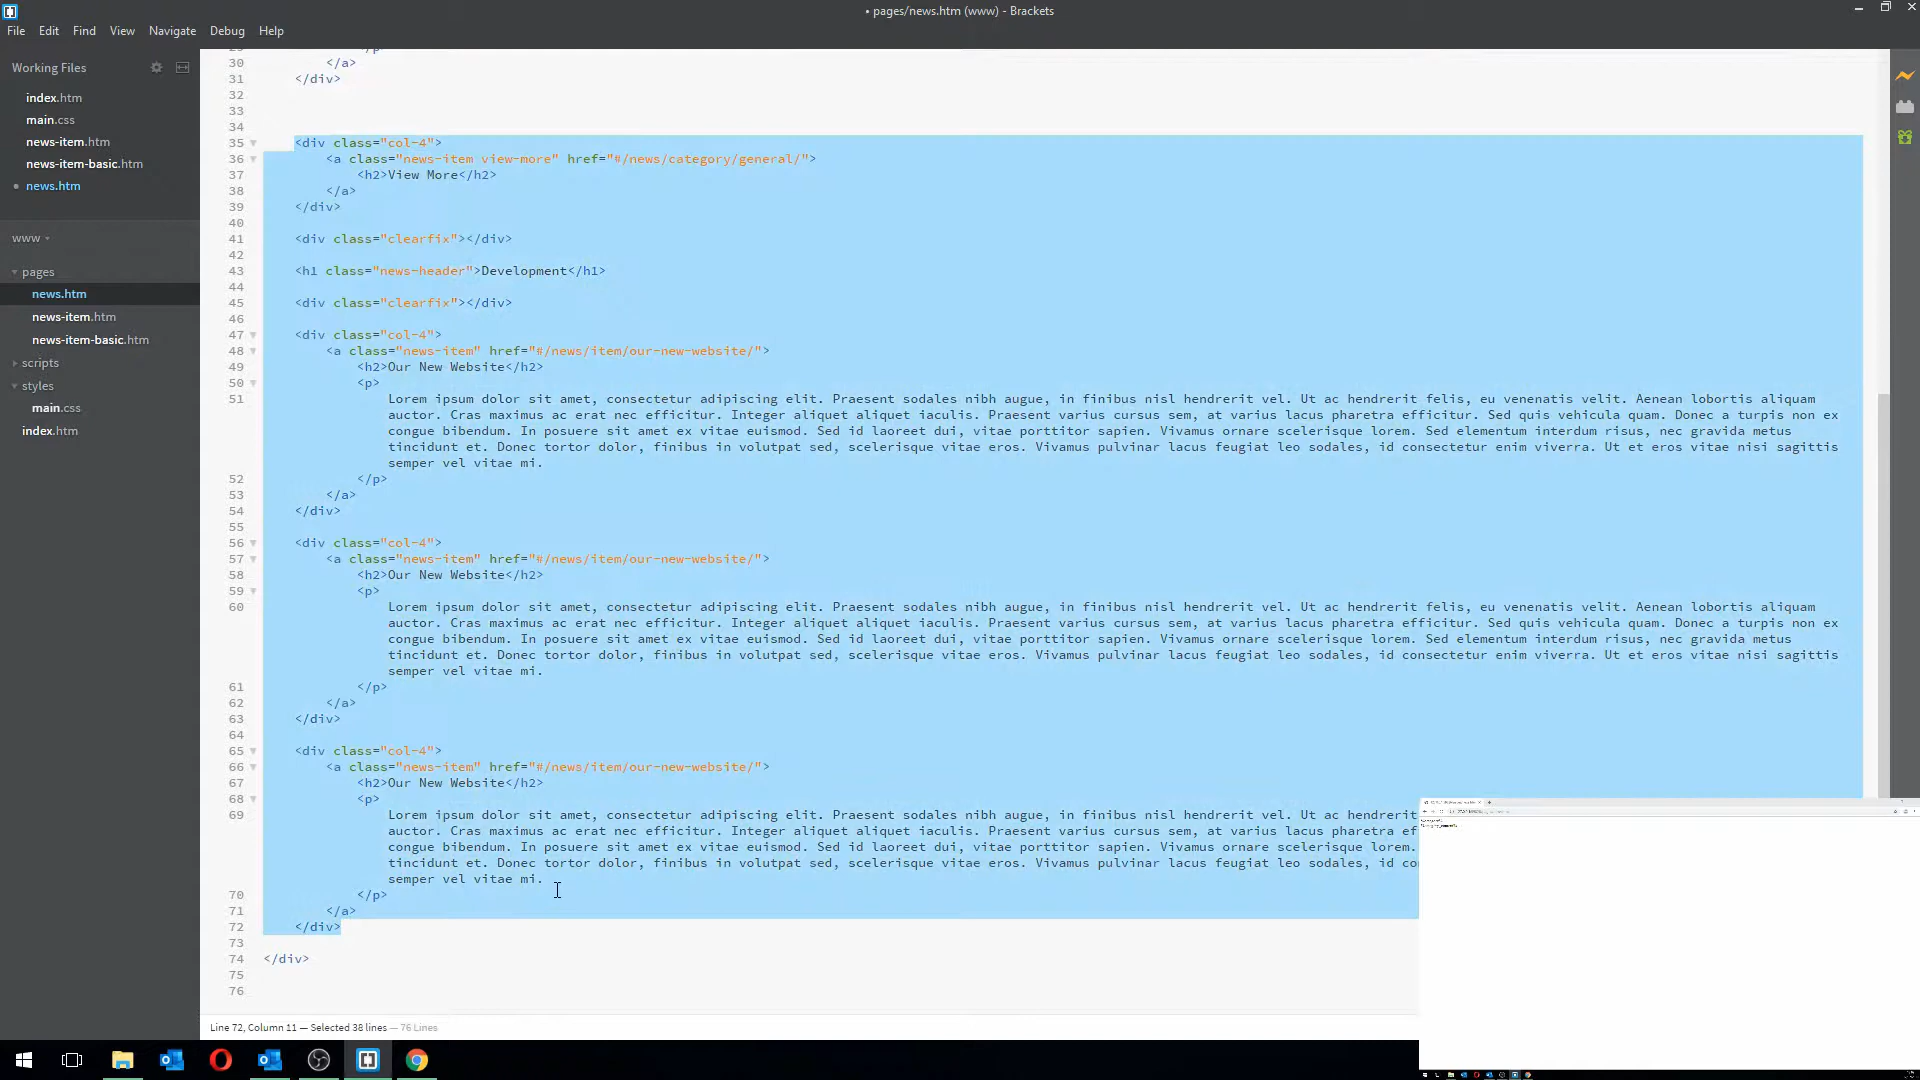 • pages/news.htm (www) - Brackets
File Edit Find View Navigate Debug Help
Working Files
index.htm
main.css
news-item.htm
news-item-basic.htm
• news.htm
www
pages
news.htm
news-item.htm
news-item-basic.htm
scripts
styles
main.css
index.htm
30 </a>
31 </div>
32
33
34
35 <div class="col-4">
36 <a class="news-item view-more" href="#/news/category/general/">
37 <h2>View More</h2>
38 </a>
39 </div>
40
41 <div class="clearfix"></div>
42
43 <h1 class="news-header">Development</h1>
44
45 <div class="clearfix"></div>
46
47 <div class="col-4">
48 <a class="news-item" href="#/news/item/our-new-website/">
49 <h2>Our New Website</h2>
50 <p>
51 Lorem ipsum dolor sit amet, consectetur adipiscing elit. Praesent sodales nibh augue, in finibus nisl hendrerit vel. Ut ac hendrerit felis, eu venenatis velit. Aenean lobortis aliquam
auctor. Cras maximus ac erat nec efficitur. Integer aliquet aliquet iaculis. Praesent varius cursus sem, at varius lacus pharetra efficitur. Sed quis vehicula quam. Donec a turpis non ex
congue bibendum. In posuere sit amet ex vitae euismod. Sed id laoreet dui, vitae porttitor sapien. Vivamus ornare scelerisque lorem. Sed elementum interdum risus, nec gravida metus
tincidunt et. Donec tortor dolor, finibus in volutpat sed, scelerisque vitae eros. Vivamus pulvinar lacus feugiat leo sodales, id consectetur enim viverra. Ut et eros vitae nisi sagittis
semper vel vitae mi.
52 </p>
53 </a>
54 </div>
55
56 <div class="col-4">
57 <a class="news-item" href="#/news/item/our-new-website/">
58 <h2>Our New Website</h2>
59 <p>
60 Lorem ipsum dolor sit amet, consectetur adipiscing elit. Praesent sodales nibh augue, in finibus nisl hendrerit vel. Ut ac hendrerit felis, eu venenatis velit. Aenean lobortis aliquam
auctor. Cras maximus ac erat nec efficitur. Integer aliquet aliquet iaculis. Praesent varius cursus sem, at varius lacus pharetra efficitur. Sed quis vehicula quam. Donec a turpis non ex
congue bibendum. In posuere sit amet ex vitae euismod. Sed id laoreet dui, vitae porttitor sapien. Vivamus ornare scelerisque lorem. Sed elementum interdum risus, nec gravida metus
tincidunt et. Donec tortor dolor, finibus in volutpat sed, scelerisque vitae eros. Vivamus pulvinar lacus feugiat leo sodales, id consectetur enim viverra. Ut et eros vitae nisi sagittis
semper vel vitae mi.
61 </p>
62 </a>
63 </div>
64
65 <div class="col-4">
66 <a class="news-item" href="#/news/item/our-new-website/">
67 <h2>Our New Website</h2>
68 <p>
69 Lorem ipsum dolor sit amet, consectetur adipiscing elit. Praesent sodales nibh augue, in finibus nisl hendrerit
auctor. Cras maximus ac erat nec efficitur. Integer aliquet aliquet iaculis. Praesent varius cursus sem, at varius lacus pharetra ef
congue bibendum. In posuere sit amet ex vitae euismod. Sed id laoreet dui, vitae porttitor sapien. Vivamus ornare scelerisque lorem.
tincidunt et. Donec tortor dolor, finibus in volutpat sed, scelerisque vitae eros. Vivamus pulvinar lacus feugiat leo sodales, id co
semper vel vitae mi.
70 </p>
71 </a>
72 </div>
73
74 </div>
75
76
Line 72, Column 11 — Selected 38 lines — 76 Lines